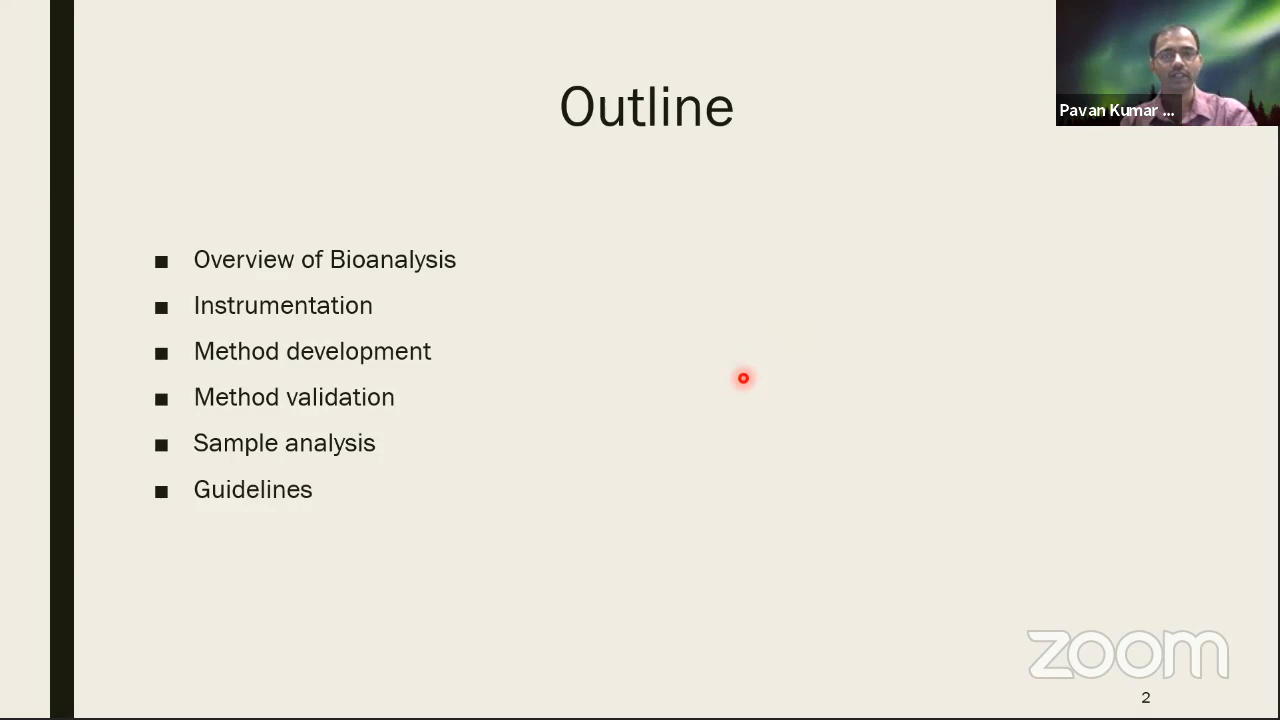 Outline
Pavan Kumar ...
■ Overview of Bioanalysis
■ Instrumentation
■ Method development
■ Method validation
■ Sample analysis
■ Guidelines
zoom
2